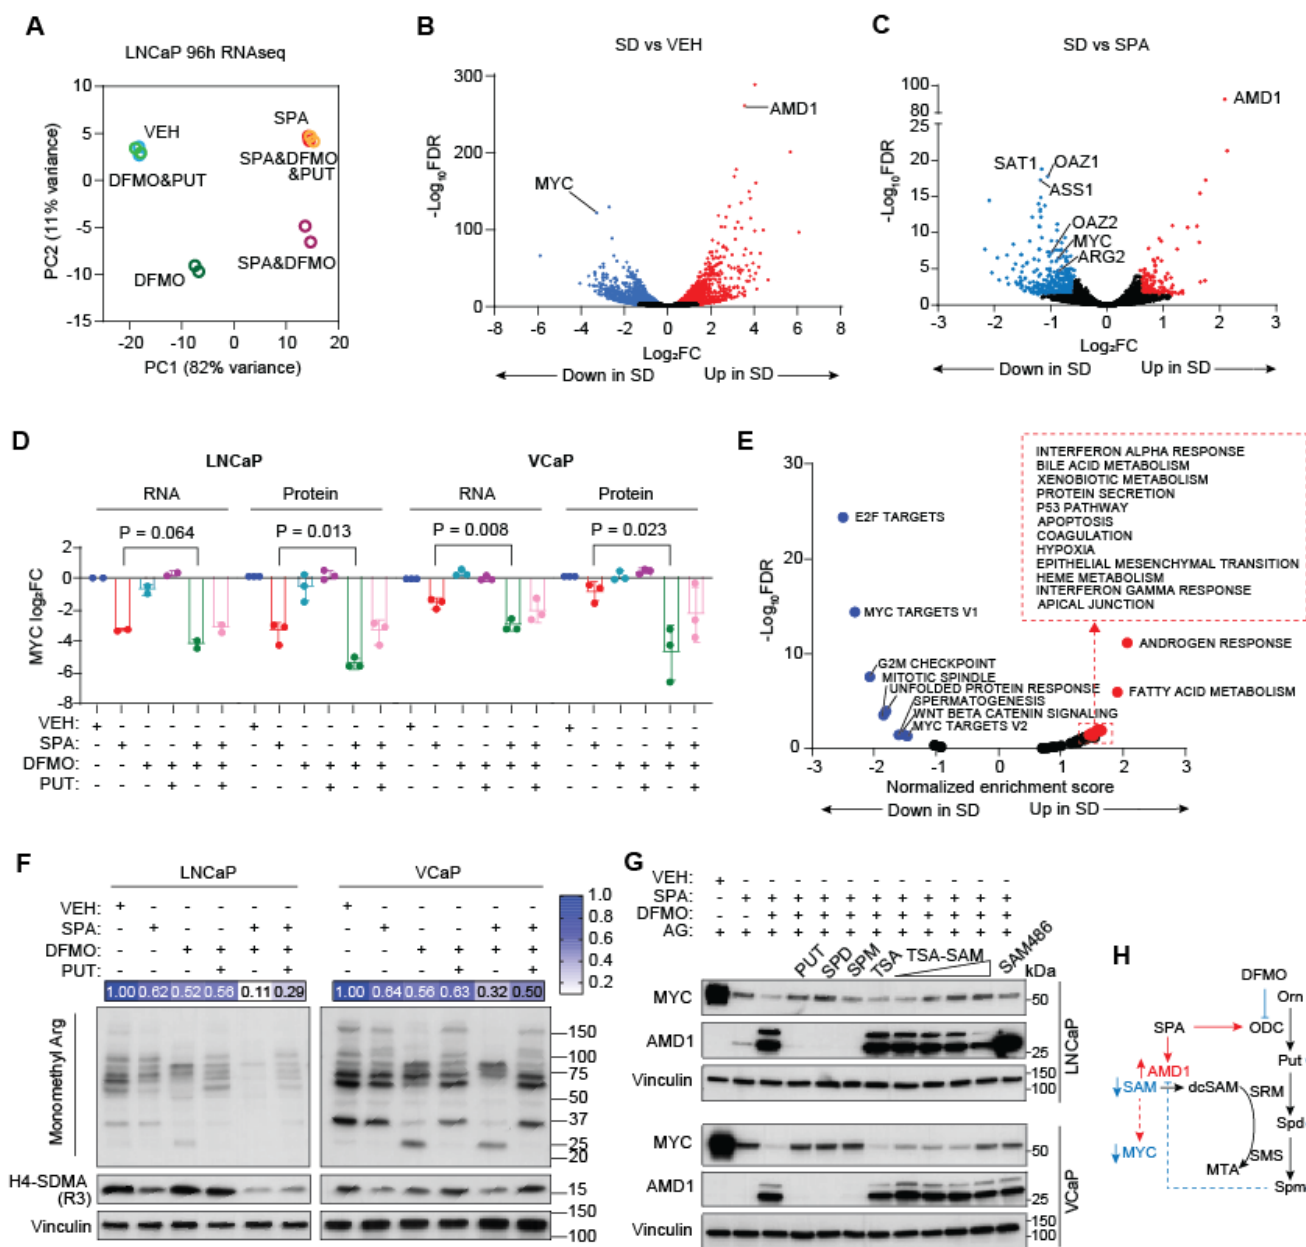 A
LNCaP 96h RNAseq
10
5
0
-5
-10
-15
PC2 (11% variance)
VEH
DFMO&PUT
DFMO
SPA
SPA&DFMO
&PUT
SPA&DFMO
-20 -10 0 10 20
PC1 (82% variance)
B
SD vs VEH
300
200
100
0
-Log₁₀FDR
AMD1
MYC
-8 -6 -4 -2 0 2 4 6 8
Log₂FC
Down in SD Up in SD
C
SD vs SPA
100
80
25
20
15
10
5
0
-Log₁₀FDR
AMD1
SAT1
OAZ1
ASS1
OAZ2
MYC
ARG2
-3 -2 -1 0 1 2 3
Log₂FC
Down in SD Up in SD
D
LNCaP VCaP
RNA Protein RNA Protein
P = 0.064 P = 0.013 P = 0.008 P = 0.023
2
0
-2
-4
-6
-8
MYC log₂FC
VEH: + - - - - - + - - - - - + - - - - - + - - - - -
SPA: - + - - + + - + - - + + - + - - + + - + - - + +
DFMO: - - + + + + - - + + + + - - + + + + - - + + + +
PUT: - - - + - + - - - + - + - - - + - + - - - + - +
E
30
20
10
0
-Log₁₀FDR
INTERFERON ALPHA RESPONSE
BILE ACID METABOLISM
XENOBIOTIC METABOLISM
PROTEIN SECRETION
P53 PATHWAY
APOPTOSIS
COAGULATION
HYPOXIA
EPITHELIAL MESENCHYMAL TRANSITION
HEME METABOLISM
INTERFERON GAMMA RESPONSE
APICAL JUNCTION
E2F TARGETS
MYC TARGETS V1
G2M CHECKPOINT
MITOTIC SPINDLE
UNFOLDED PROTEIN RESPONSE
SPERMATOGENESIS
WNT BETA CATENIN SIGNALING
MYC TARGETS V2
ANDROGEN RESPONSE
FATTY ACID METABOLISM
-3 -2 -1 0 1 2 3
Normalized enrichment score
Down in SD Up in SD
F
LNCaP VCaP
VEH: + - - - - - + - - - - -
SPA: - + - - + + - + - - + +
DFMO: - - + + + + - - + + + +
PUT: - - - + - + - - - + - +
1.00 0.62 0.52 0.56 0.11 0.29 1.00 0.64 0.56 0.63 0.32 0.50
1.0
0.8
0.6
0.4
0.2
Monomethyl Arg
150
100
75
50
37
25
20
H4-SDMA
(R3)
15
Vinculin
150
100
G
VEH: + - - - - - - - - - - -
SPA: - + + + + + + + + + + +
DFMO: - - + + + + + + + + + +
AG: + + + + + + + + + + + +
PUT SPD SPM TSA TSA-SAM SAM486
kDa
MYC
50
AMD1
25
Vinculin
150
100
LNCaP
MYC
50
AMD1
25
Vinculin
150
100
VCaP
H
DFMO
Orn
SPA ODC
Put
AMD1
SAM dcSAM SRM
Spd
MYC SMS
MTA
Spm